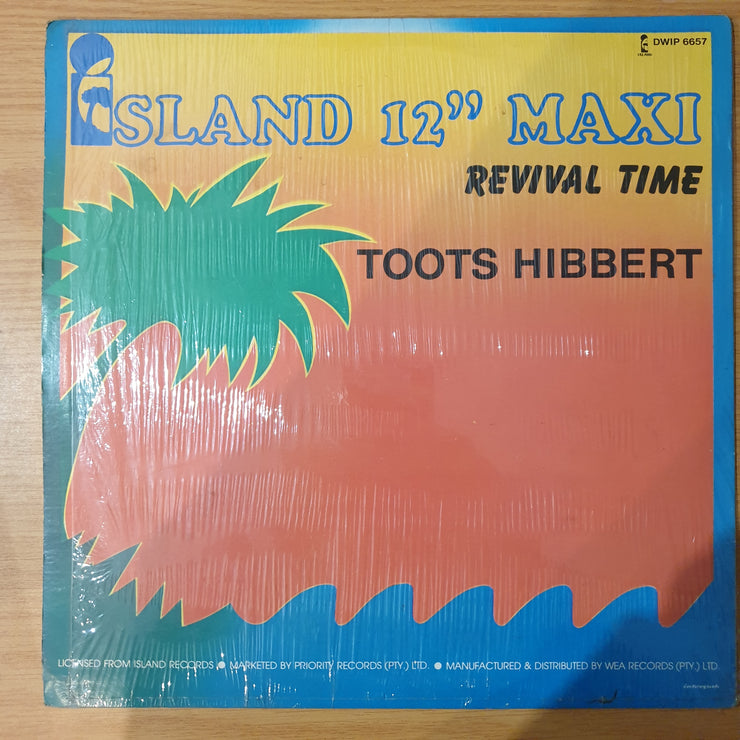 DWIP 6657
ISLAND 12" MAXI
REVIVAL TIME
TOOTS HIBBERT
LICENSED FROM ISLAND RECORDS ● MARKETED BY PRIORITY RECORDS (PTY.) LTD. ● MANUFACTURED & DISTRIBUTED BY WEA RECORDS (PTY.) LTD.